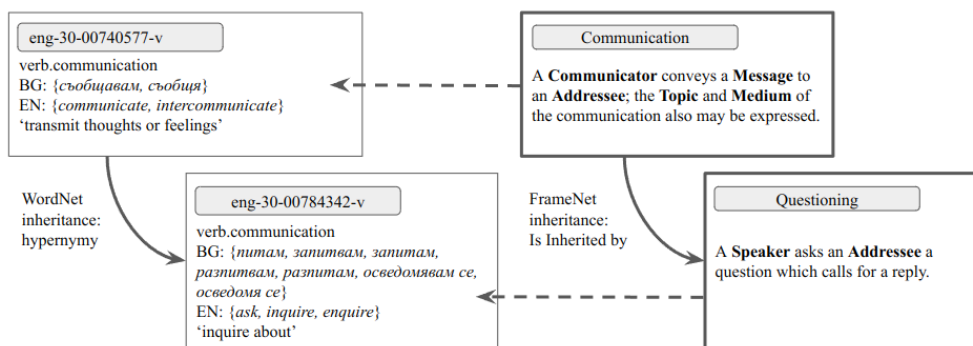 eng-30-00740577-v
verb.communication
BG: {съобщавам, съобщя}
EN: {communicate, intercommunicate}
‘transmit thoughts or feelings’
Communication
A Communicator conveys a Message to
an Addressee; the Topic and Medium of
the communication also may be expressed.
WordNet
inheritance:
hypernymy
eng-30-00784342-v
verb.communication
BG: {питам, запитвам, запитам,
разпитвам, разпитам, осведомявам се,
осведомя се}
EN: {ask, inquire, enquire}
‘inquire about’
FrameNet
inheritance:
Is Inherited by
Questioning
A Speaker asks an Addressee a
question which calls for a reply.